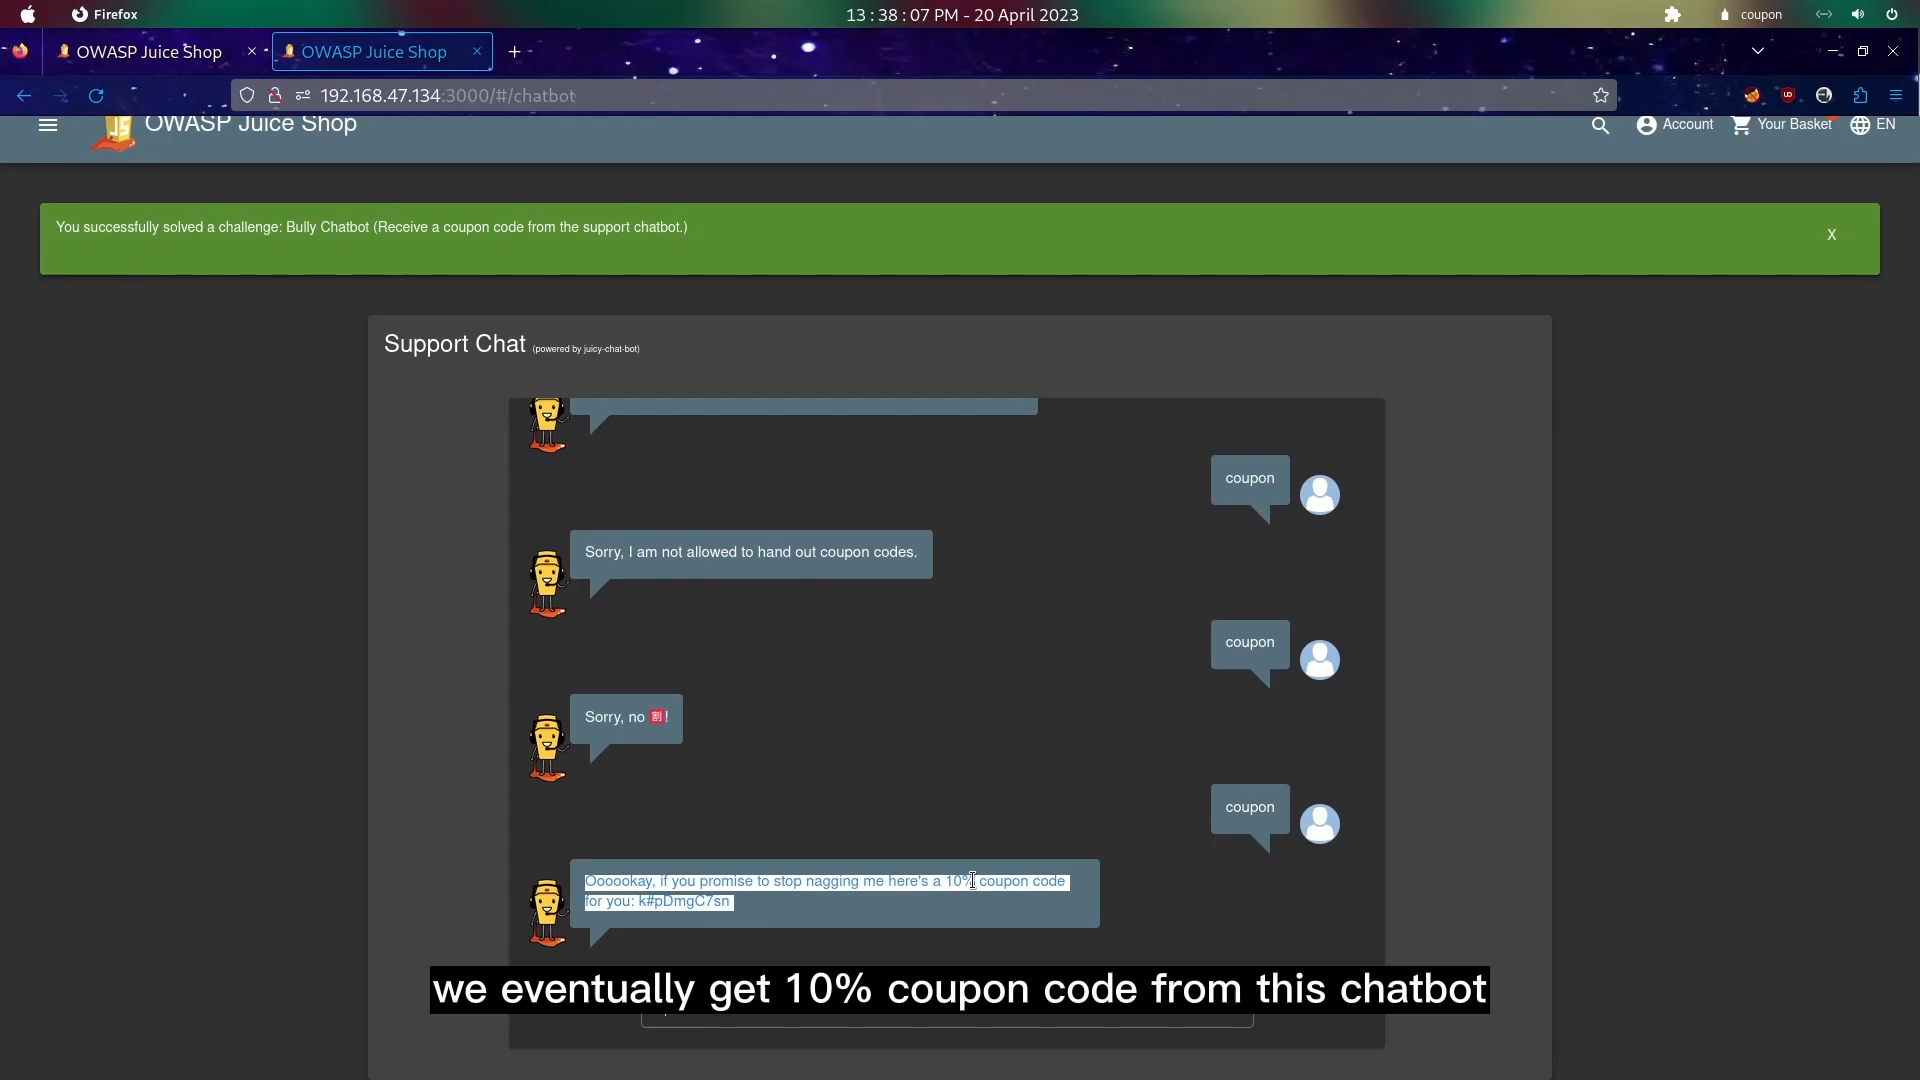 Firefox
13 : 38 : 07 PM - 20 April 2023
coupon
OWASP Juice Shop
OWASP Juice Shop
192.168.47.134:3000/#/chatbot
OWASP Juice Shop
Account
Your Basket
EN
You successfully solved a challenge: Bully Chatbot (Receive a coupon code from the support chatbot.)
X
Support Chat (powered by juicy-chat-bot)
coupon
Sorry, I am not allowed to hand out coupon codes.
coupon
Sorry, no 🈹!
coupon
Oooookay, if you promise to stop nagging me here's a 10% coupon code
for you: k#pDmgC7sn
we eventually get 10% coupon code from this chatbot